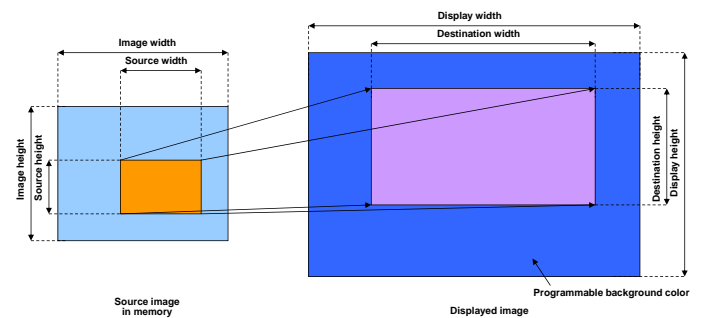 Display width
Image width
Destination width
Source width
Image height
Source height
Destination height
Display height
Programmable background color
Source image
in memory
Displayed image